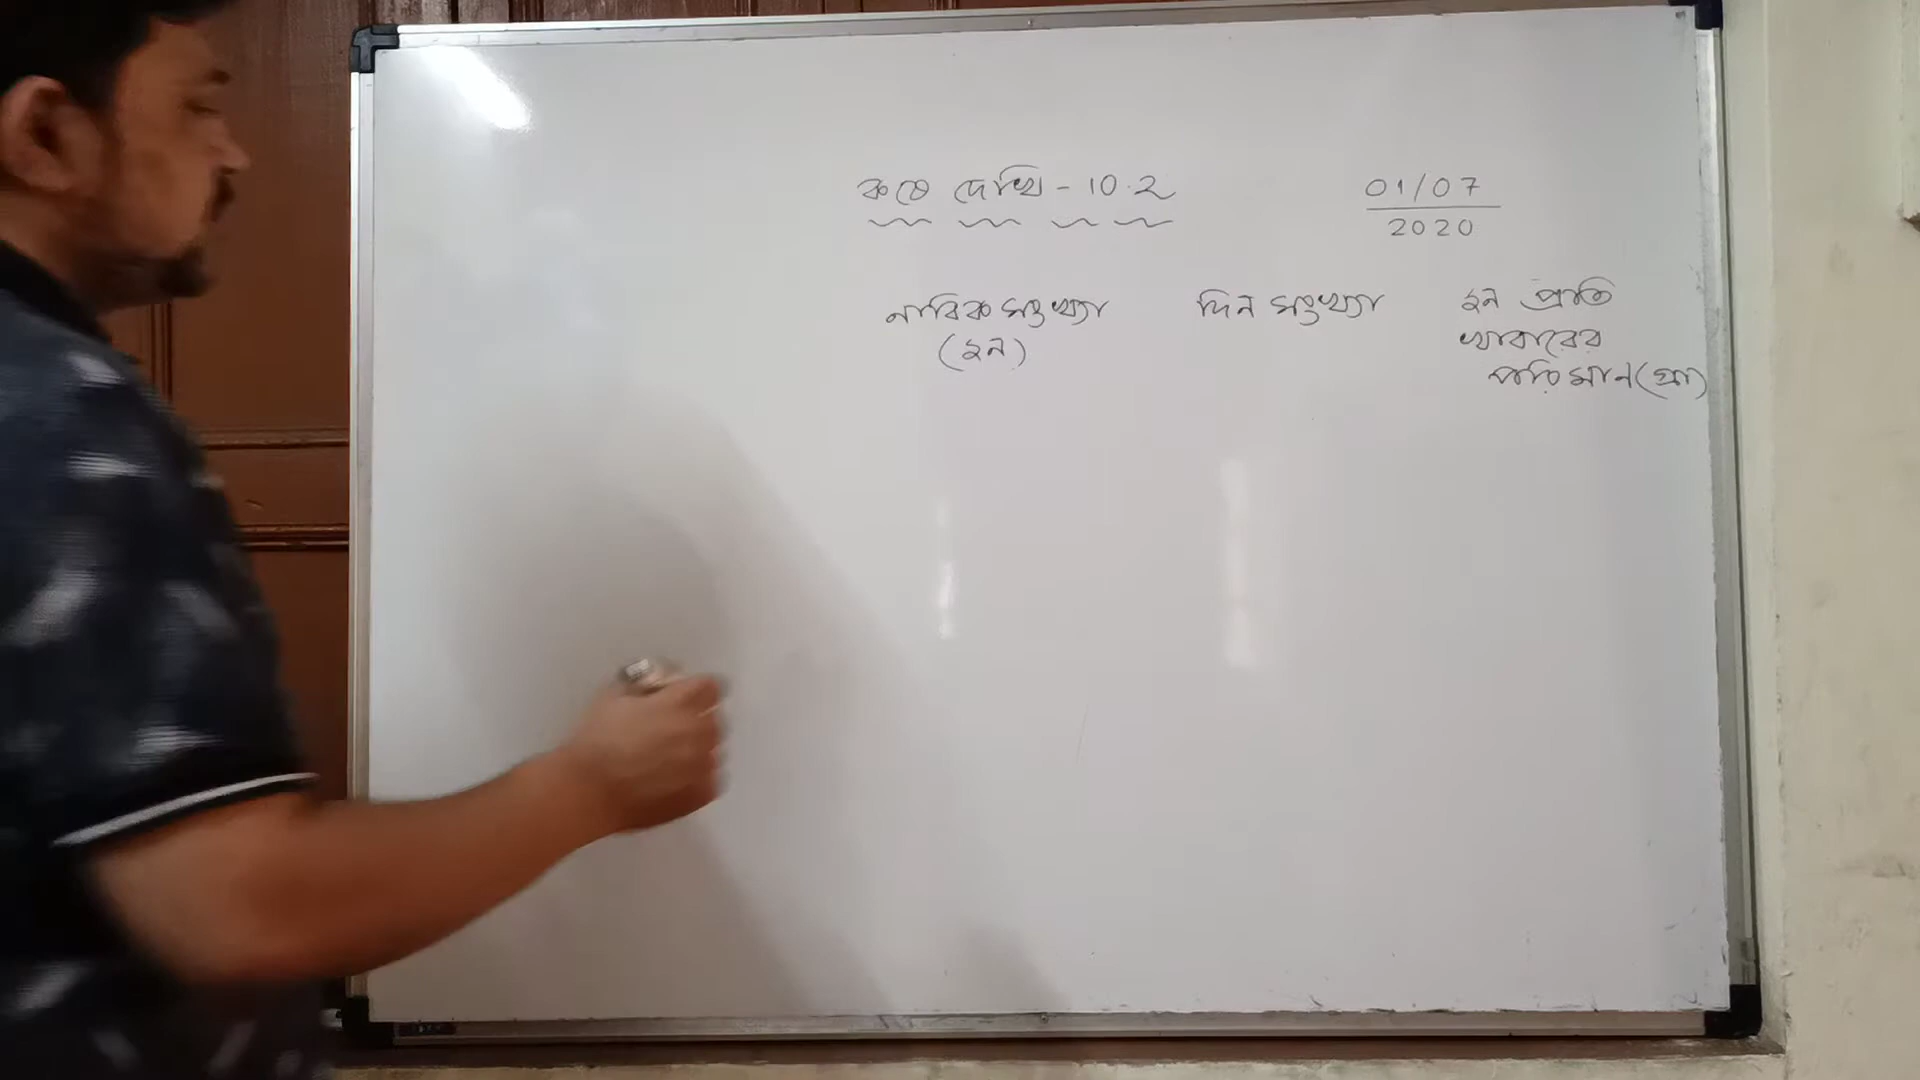 কষে দেখি - 10.2
01/07
2020
নাবিক সংখ্যা
(জন)
দিন সংখ্যা
জন প্রতি
খাবারের
পরিমান (গ্রা)